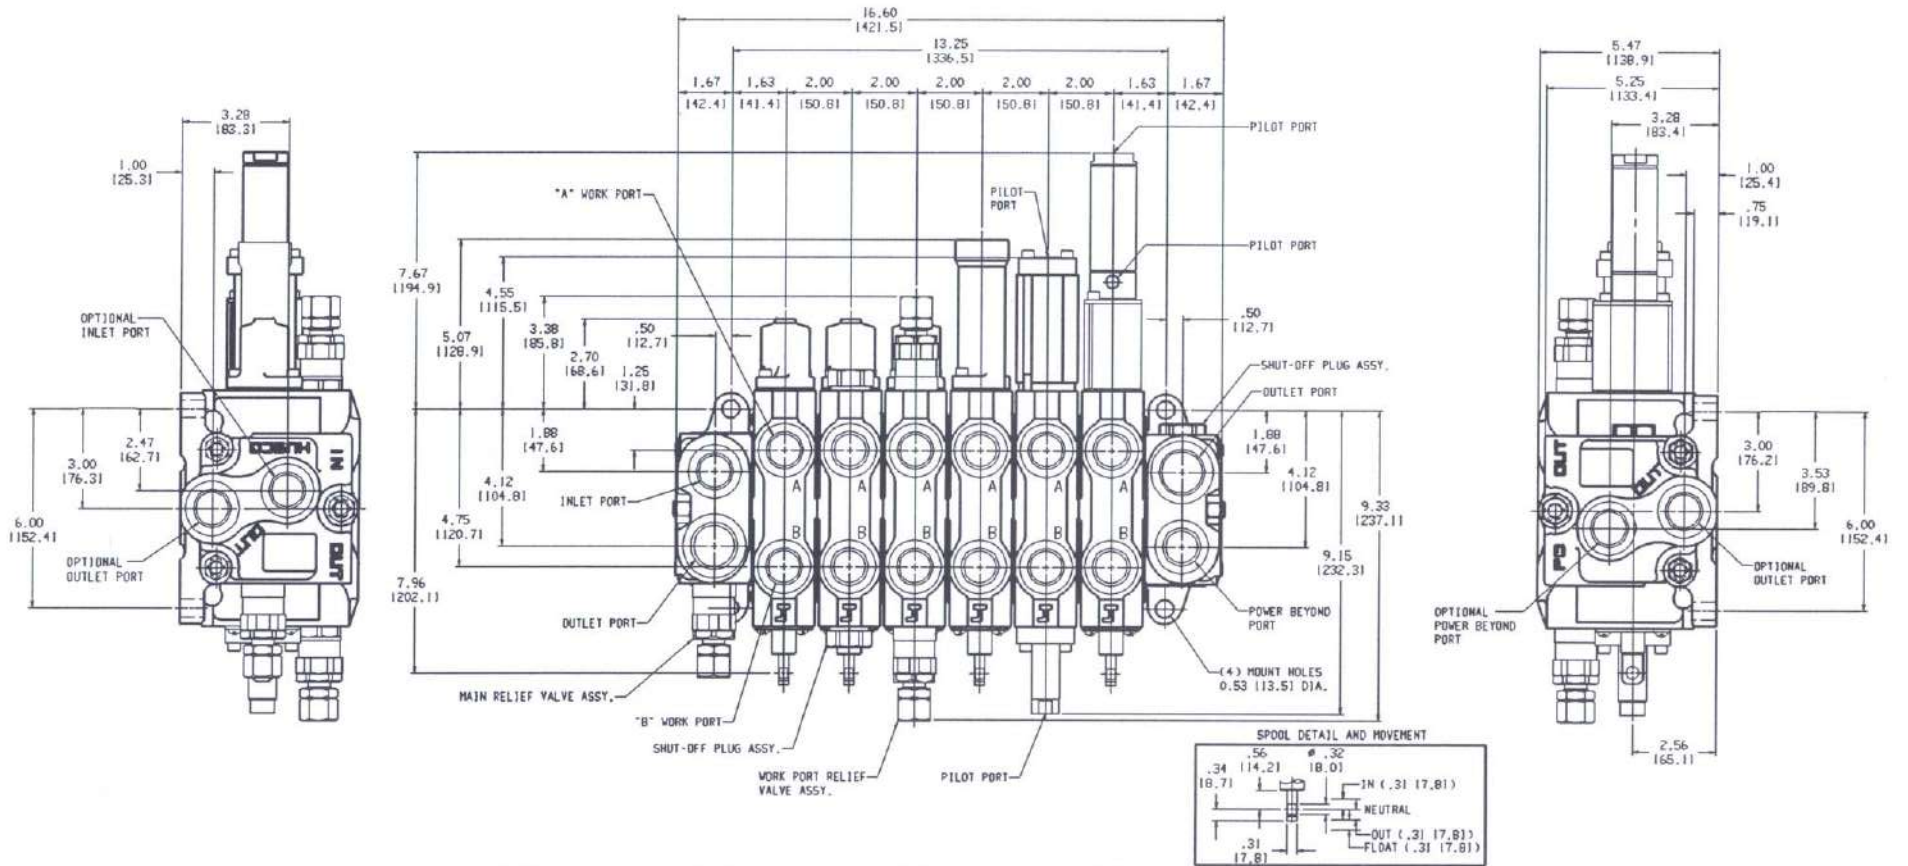 16.60
[421.5]
13.25
[336.5]
1.67
[42.4]
1.63
[41.4]
2.00
[50.8]
2.00
[50.8]
2.00
[50.8]
2.00
[50.8]
2.00
[50.8]
1.63
[41.4]
1.67
[42.4]
5.47
[138.9]
5.25
[133.4]
3.28
[83.4]
1.00
[25.4]
.75
[19.1]
3.28
[83.3]
1.00
[25.3]
OPTIONAL
INLET PORT
2.47
[62.7]
3.00
[76.3]
6.00
[152.4]
OPTIONAL
OUTLET PORT
HUSCO
IN
OUT
OUT
7.67
[194.9]
5.07
[128.9]
4.55
[115.5]
3.38
[85.8]
2.70
[68.6]
.50
[12.7]
1.25
[31.8]
"A" WORK PORT
PILOT
PORT
PILOT PORT
PILOT PORT
.50
[12.7]
SHUT-OFF PLUG ASSY.
OUTLET PORT
1.88
[47.6]
4.12
[104.8]
4.75
[120.7]
7.96
[202.1]
INLET PORT
A A A A A A
B B B B B B
1.88
[47.6]
4.12
[104.8]
9.33
[237.1]
9.15
[232.3]
OUTLET PORT
POWER BEYOND
PORT
(4) MOUNT HOLES
0.53 [13.5] DIA.
MAIN RELIEF VALVE ASSY.
"B" WORK PORT
SHUT-OFF PLUG ASSY.
WORK PORT RELIEF
VALVE ASSY.
PILOT PORT
OUT
OUT
PB
3.00
[76.2]
3.53
[89.8]
6.00
[152.4]
OPTIONAL
OUTLET PORT
OPTIONAL
POWER BEYOND
PORT
2.56
[65.1]
SPOOL DETAIL AND MOVEMENT
.56
[14.2]
ø .32
[8.0]
.34
[8.7]
IN (.31 [7.8])
NEUTRAL
OUT (.31 [7.8])
FLOAT (.31 [7.8])
.31
[7.8]